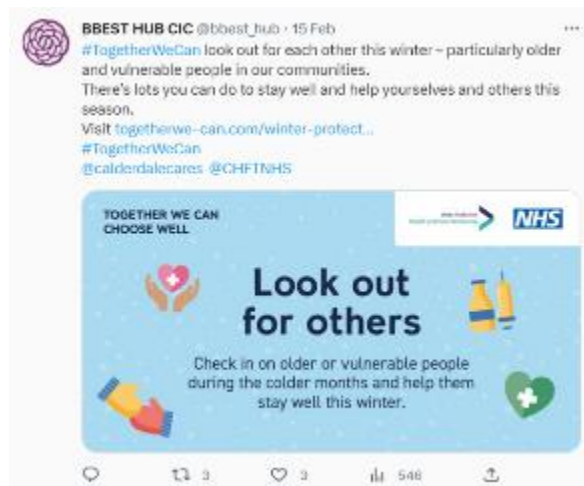 BBEST HUB CIC @bbest_hub · 15 Feb
#TogetherWeCan look out for each other this winter – particularly older
and vulnerable people in our communities.
There's lots you can do to stay well and help yourselves and others this
season.
Visit togetherwe-can.com/winter-protect...
#TogetherWeCan
@calderdalecares @CHFTNHS
TOGETHER WE CAN
CHOOSE WELL
NHS
Look out
for others
Check in on older or vulnerable people
during the colder months and help them
stay well this winter.
3 3 546